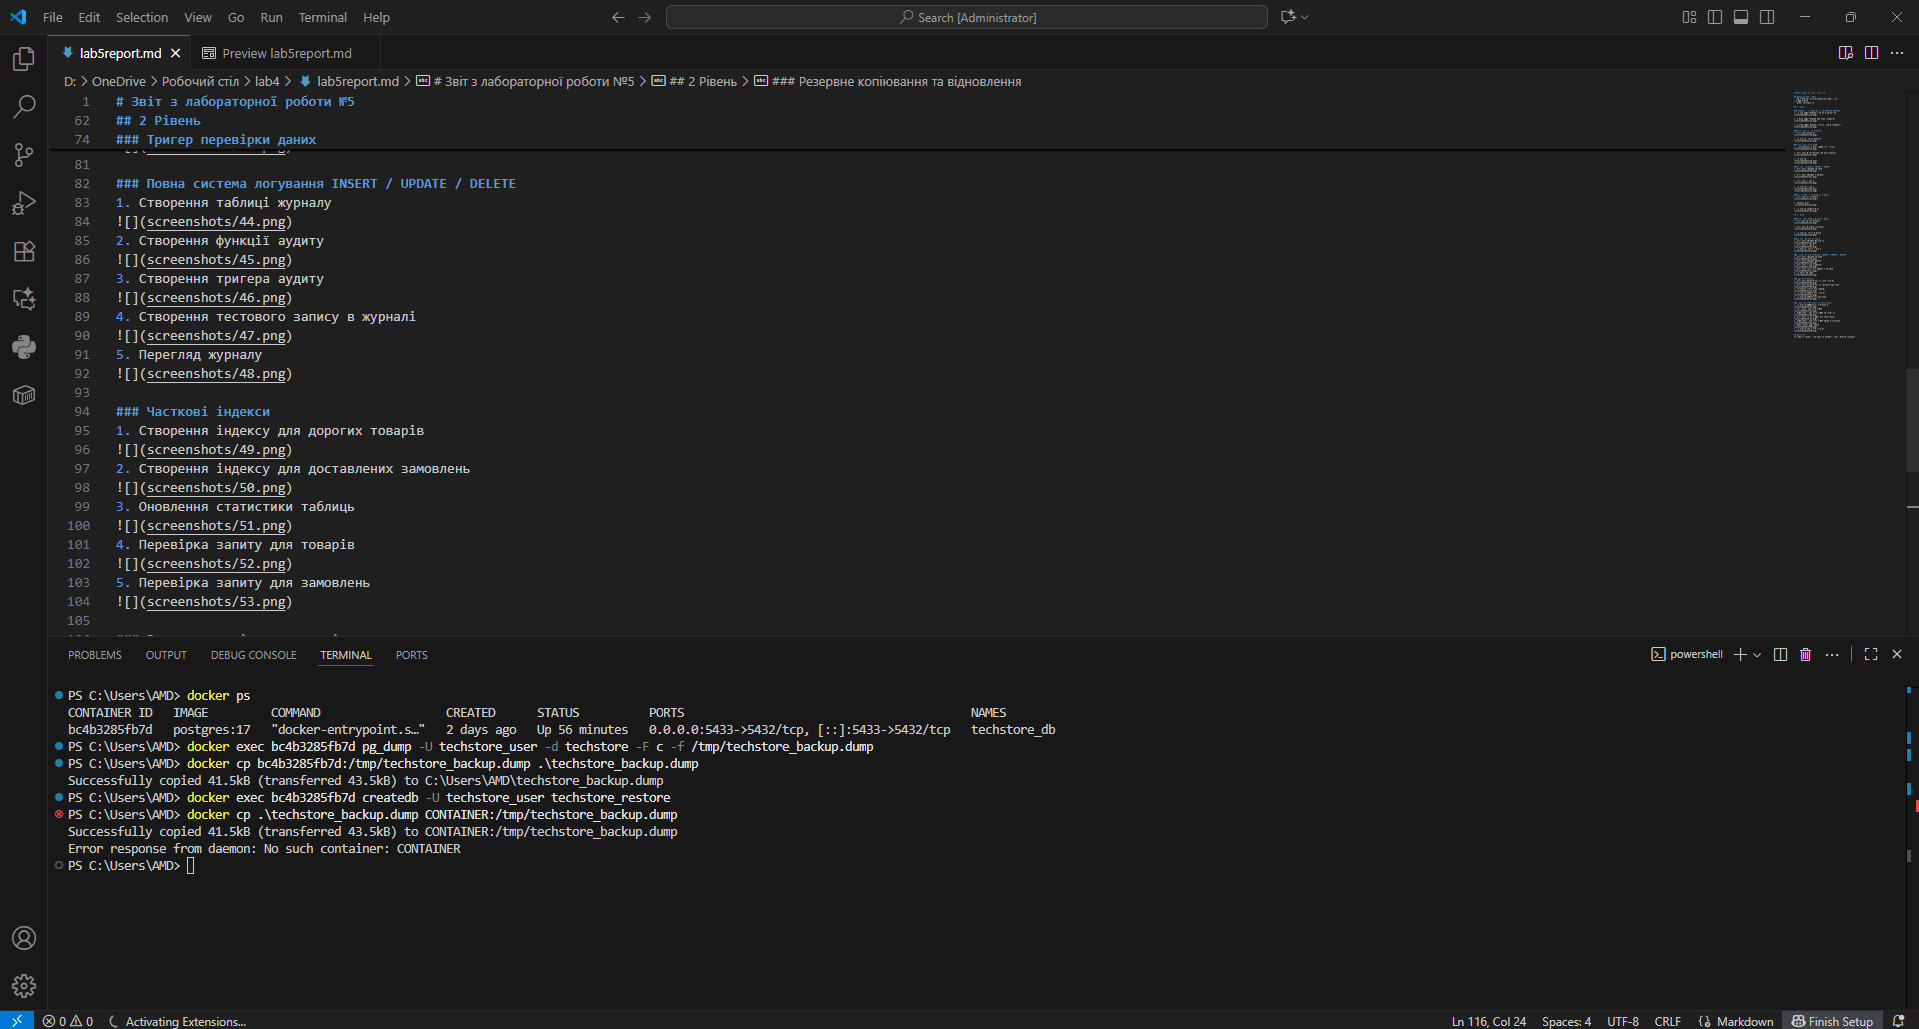 File Edit Selection View Go Run Terminal Help
Search [Administrator]
lab5report.md
Preview lab5report.md
D: > OneDrive > Робочий стіл > lab4 > lab5report.md > # Звіт з лабораторної роботи №5 > ## 2 Рівень > ### Резервне копіювання та відновлення
1 # Звіт з лабораторної роботи №5
62 ## 2 Рівень
74 ### Тригер перевірки даних
81
82 ### Повна система логування INSERT / UPDATE / DELETE
83 1. Створення таблиці журналу
84 ![](screenshots/44.png)
85 2. Створення функції аудиту
86 ![](screenshots/45.png)
87 3. Створення тригера аудиту
88 ![](screenshots/46.png)
89 4. Створення тестового запису в журналі
90 ![](screenshots/47.png)
91 5. Перегляд журналу
92 ![](screenshots/48.png)
93
94 ### Часткові індекси
95 1. Створення індексу для дорогих товарів
96 ![](screenshots/49.png)
97 2. Створення індексу для доставлених замовлень
98 ![](screenshots/50.png)
99 3. Оновлення статистики таблиць
100 ![](screenshots/51.png)
101 4. Перевірка запиту для товарів
102 ![](screenshots/52.png)
103 5. Перевірка запиту для замовлень
104 ![](screenshots/53.png)
105
PROBLEMS OUTPUT DEBUG CONSOLE TERMINAL PORTS
powershell
PS C:\Users\AMD> docker ps
CONTAINER ID IMAGE COMMAND CREATED STATUS PORTS NAMES
bc4b3285fb7d postgres:17 "docker-entrypoint.s…" 2 days ago Up 56 minutes 0.0.0.0:5433->5432/tcp, [::]:5433->5432/tcp techstore_db
PS C:\Users\AMD> docker exec bc4b3285fb7d pg_dump -U techstore_user -d techstore -F c -f /tmp/techstore_backup.dump
PS C:\Users\AMD> docker cp bc4b3285fb7d:/tmp/techstore_backup.dump .\techstore_backup.dump
Successfully copied 41.5kB (transferred 43.5kB) to C:\Users\AMD\techstore_backup.dump
PS C:\Users\AMD> docker exec bc4b3285fb7d createdb -U techstore_user techstore_restore
PS C:\Users\AMD> docker cp .\techstore_backup.dump CONTAINER:/tmp/techstore_backup.dump
Successfully copied 41.5kB (transferred 43.5kB) to CONTAINER:/tmp/techstore_backup.dump
Error response from daemon: No such container: CONTAINER
PS C:\Users\AMD>
0 0 Activating Extensions... Ln 116, Col 24 Spaces: 4 UTF-8 CRLF Markdown Finish Setup